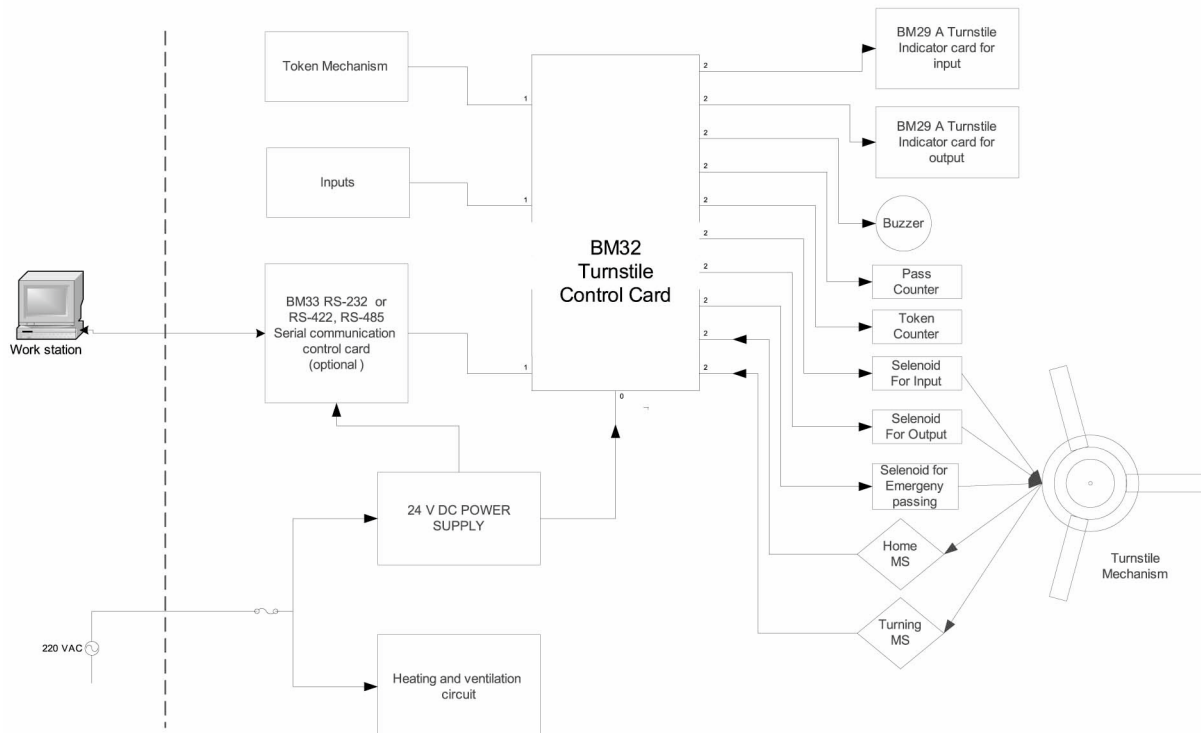 Token Mechanism
Inputs
BM33 RS-232 or
RS-422, RS-485
Serial communication
control card
(optional )
Work station
24 V DC POWER
SUPPLY
220 VAC
Heating and ventilation
circuit
BM32
Turnstile
Control Card
1
1
1
0
2
2
2
2
2
2
2
2
2
2
BM29 A Turnstile
Indicator card for
input
BM29 A Turnstile
Indicator card for
output
Buzzer
Pass
Counter
Token
Counter
Selenoid
For Input
Selenoid
For Output
Selenoid for
Emergeny
passing
Home
MS
Turning
MS
Turnstile
Mechanism